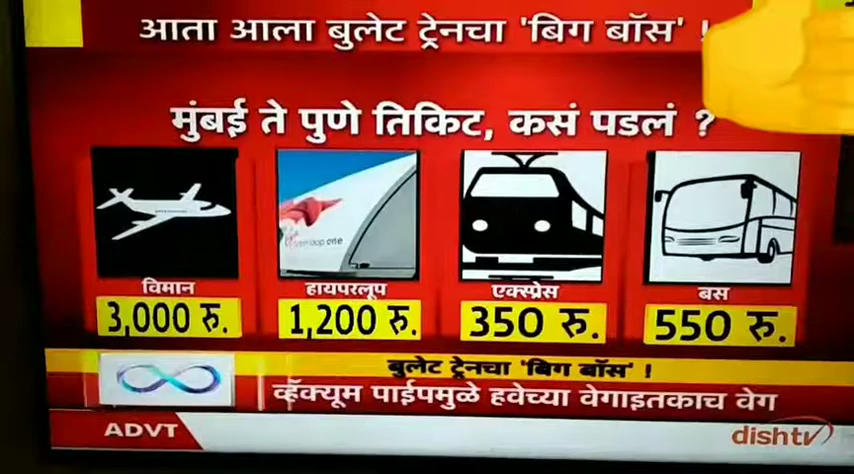 आता आला बुलेट ट्रेनचा 'बिग बॉस' !
मुंबई ते पुणे तिकिट, कसं पडलं ?
विमान
3,000 रु.
हायपरलूप
1,200 रु.
एक्स्प्रेस
350 रु.
बस
550 रु.
बुलेट ट्रेनचा 'बिग बॉस' !
व्हॅक्यूम पाईपमुळे हवेच्या वेगाइतकाच वेग
ADVT
dishtv